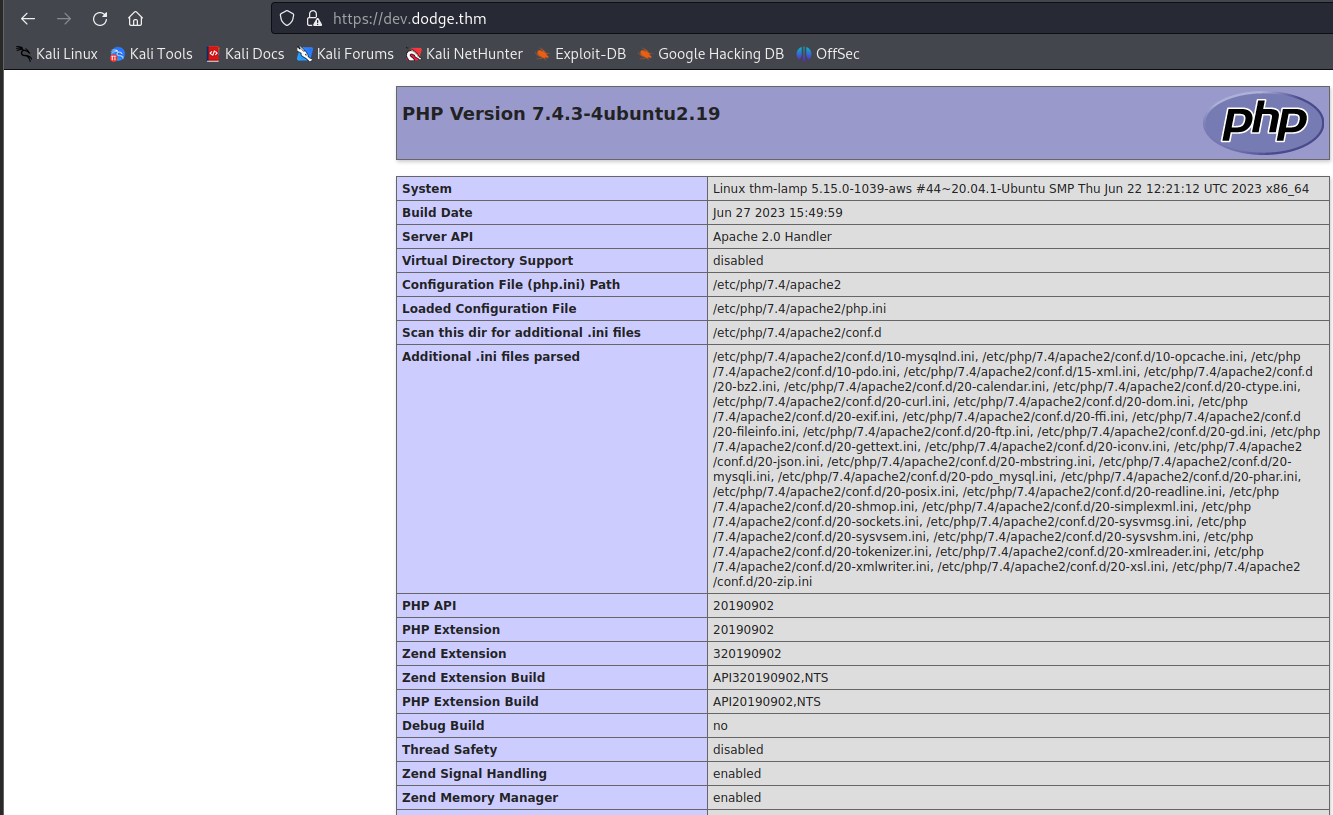 https://dev.dodge.thm
Kali Linux Kali Tools Kali Docs Kali Forums Kali NetHunter Exploit-DB Google Hacking DB OffSec
PHP Version 7.4.3-4ubuntu2.19
php
System Linux thm-lamp 5.15.0-1039-aws #44~20.04.1-Ubuntu SMP Thu Jun 22 12:21:12 UTC 2023 x86_64
Build Date Jun 27 2023 15:49:59
Server API Apache 2.0 Handler
Virtual Directory Support disabled
Configuration File (php.ini) Path /etc/php/7.4/apache2
Loaded Configuration File /etc/php/7.4/apache2/php.ini
Scan this dir for additional .ini files /etc/php/7.4/apache2/conf.d
Additional .ini files parsed /etc/php/7.4/apache2/conf.d/10-mysqlnd.ini, /etc/php/7.4/apache2/conf.d/10-opcache.ini, /etc/php
/7.4/apache2/conf.d/10-pdo.ini, /etc/php/7.4/apache2/conf.d/15-xml.ini, /etc/php/7.4/apache2/conf.d
/20-bz2.ini, /etc/php/7.4/apache2/conf.d/20-calendar.ini, /etc/php/7.4/apache2/conf.d/20-ctype.ini,
/etc/php/7.4/apache2/conf.d/20-curl.ini, /etc/php/7.4/apache2/conf.d/20-dom.ini, /etc/php
/7.4/apache2/conf.d/20-exif.ini, /etc/php/7.4/apache2/conf.d/20-ffi.ini, /etc/php/7.4/apache2/conf.d
/20-fileinfo.ini, /etc/php/7.4/apache2/conf.d/20-ftp.ini, /etc/php/7.4/apache2/conf.d/20-gd.ini, /etc/php
/7.4/apache2/conf.d/20-gettext.ini, /etc/php/7.4/apache2/conf.d/20-iconv.ini, /etc/php/7.4/apache2
/conf.d/20-json.ini, /etc/php/7.4/apache2/conf.d/20-mbstring.ini, /etc/php/7.4/apache2/conf.d/20-
mysqli.ini, /etc/php/7.4/apache2/conf.d/20-pdo_mysql.ini, /etc/php/7.4/apache2/conf.d/20-phar.ini,
/etc/php/7.4/apache2/conf.d/20-posix.ini, /etc/php/7.4/apache2/conf.d/20-readline.ini, /etc/php
/7.4/apache2/conf.d/20-shmop.ini, /etc/php/7.4/apache2/conf.d/20-simplexml.ini, /etc/php
/7.4/apache2/conf.d/20-sockets.ini, /etc/php/7.4/apache2/conf.d/20-sysvmsg.ini, /etc/php
/7.4/apache2/conf.d/20-sysvsem.ini, /etc/php/7.4/apache2/conf.d/20-sysvshm.ini, /etc/php
/7.4/apache2/conf.d/20-tokenizer.ini, /etc/php/7.4/apache2/conf.d/20-xmlreader.ini, /etc/php
/7.4/apache2/conf.d/20-xmlwriter.ini, /etc/php/7.4/apache2/conf.d/20-xsl.ini, /etc/php/7.4/apache2
/conf.d/20-zip.ini
PHP API 20190902
PHP Extension 20190902
Zend Extension 320190902
Zend Extension Build API320190902,NTS
PHP Extension Build API20190902,NTS
Debug Build no
Thread Safety disabled
Zend Signal Handling enabled
Zend Memory Manager enabled